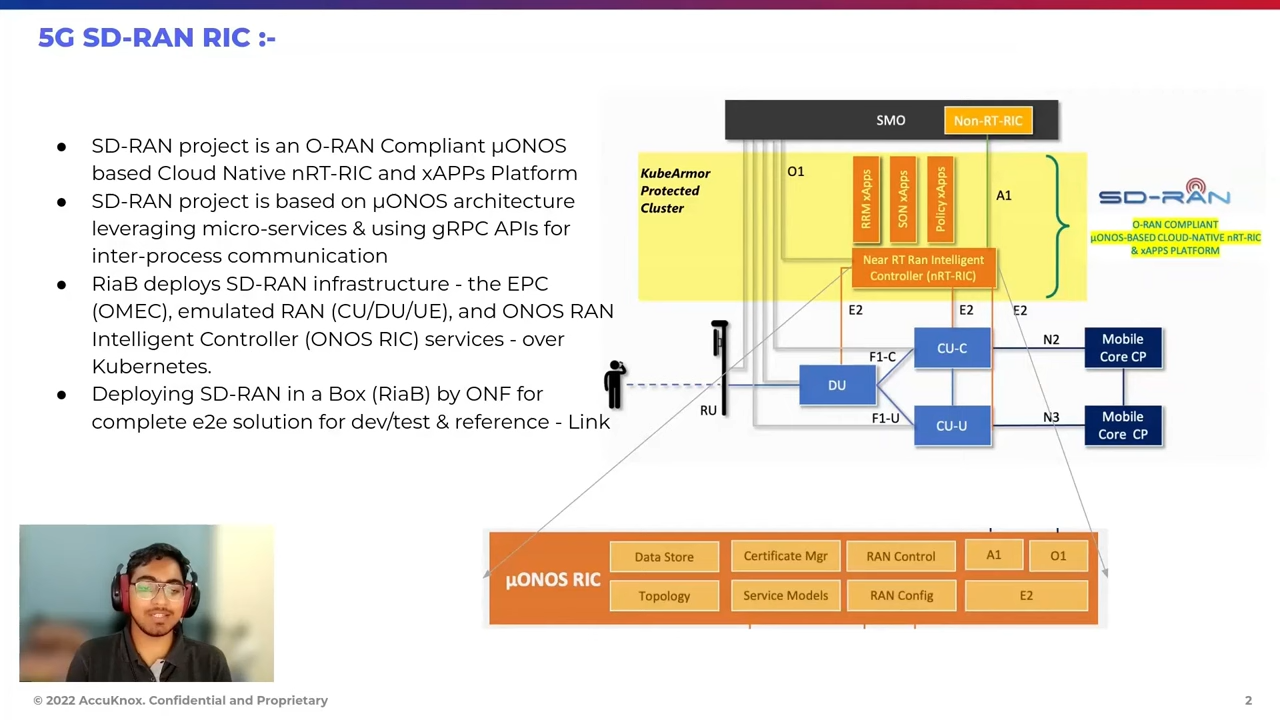 5G SD-RAN RIC :-
● SD-RAN project is an O-RAN Compliant µONOS
based Cloud Native nRT-RIC and xAPPs Platform
● SD-RAN project is based on µONOS architecture
leveraging micro-services & using gRPC APIs for
inter-process communication
● RiaB deploys SD-RAN infrastructure - the EPC
(OMEC), emulated RAN (CU/DU/UE), and ONOS RAN
Intelligent Controller (ONOS RIC) services - over
Kubernetes.
● Deploying SD-RAN in a Box (RiaB) by ONF for
complete e2e solution for dev/test & reference - Link
SMO
Non-RT-RIC
KubeArmor
Protected
Cluster
O1
RRM xApps
SON xApps
Policy xApps
A1
Near RT Ran Intelligent
Controller (nRT-RIC)
SD-RAN
O-RAN COMPLIANT
µONOS-BASED CLOUD-NATIVE nRT-RIC
& xAPPS PLATFORM
E2
E2
E2
RU
DU
F1-C
F1-U
CU-C
CU-U
N2
N3
Mobile
Core CP
Mobile
Core CP
µONOS RIC
Data Store
Certificate Mgr
RAN Control
A1
O1
Topology
Service Models
RAN Config
E2
© 2022 AccuKnox. Confidential and Proprietary
2